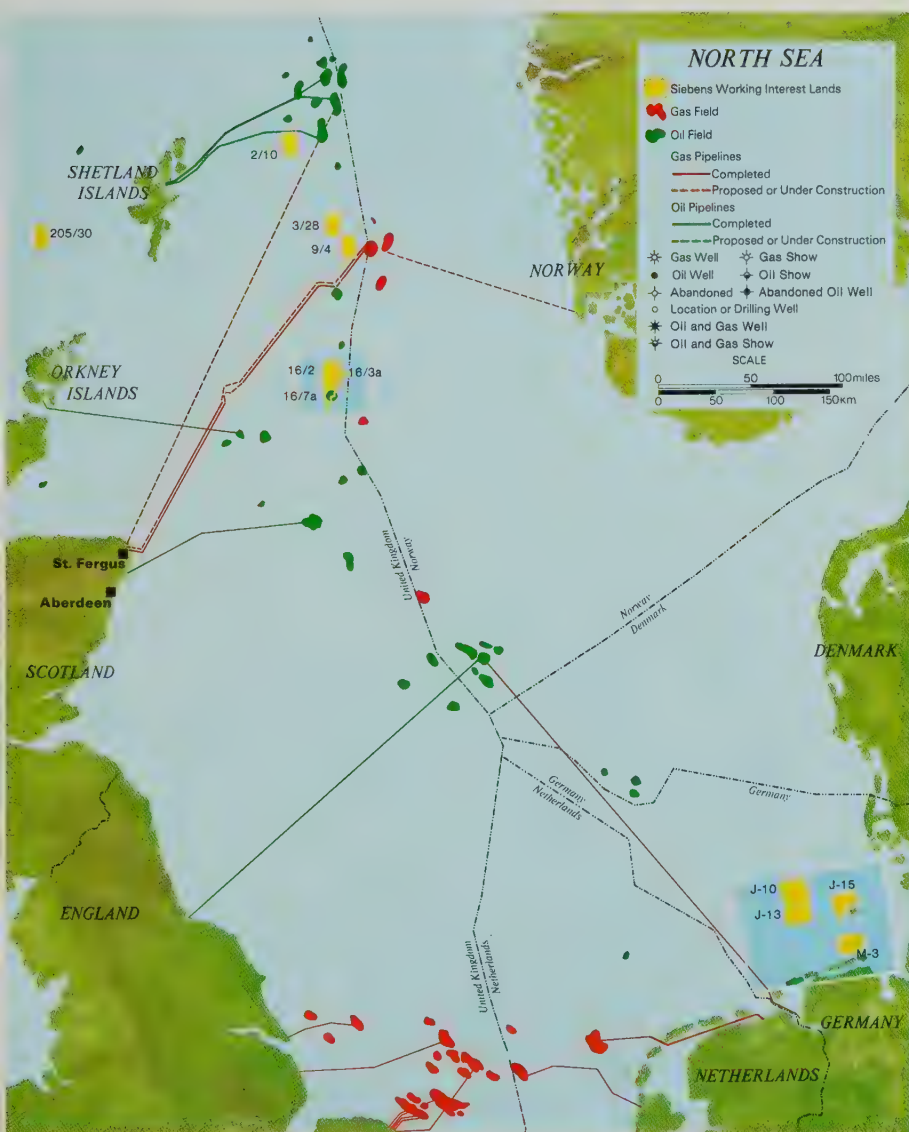 NORTH SEA
Siebens Working Interest Lands
Gas Field
Oil Field
Gas Pipelines
Completed
Proposed or Under Construction
Oil Pipelines
Completed
Proposed or Under Construction
Gas Well
Gas Show
Oil Well
Oil Show
Abandoned
Abandoned Oil Well
Location or Drilling Well
Oil and Gas Well
Oil and Gas Show
SCALE
0 50 100 miles
0 50 100 150 KM
2/10
SHETLAND
ISLANDS
205/30
3/28
9/4
NORWAY
ORKNEY
ISLANDS
16/2
16/3a
16/7a
St. Fergus
Aberdeen
United Kingdom
Norway
Norway
Denmark
SCOTLAND
DENMARK
Germany
Netherlands
Germany
ENGLAND
J-10
J-15
J-13
M-3
United Kingdom
Netherlands
GERMANY
NETHERLANDS